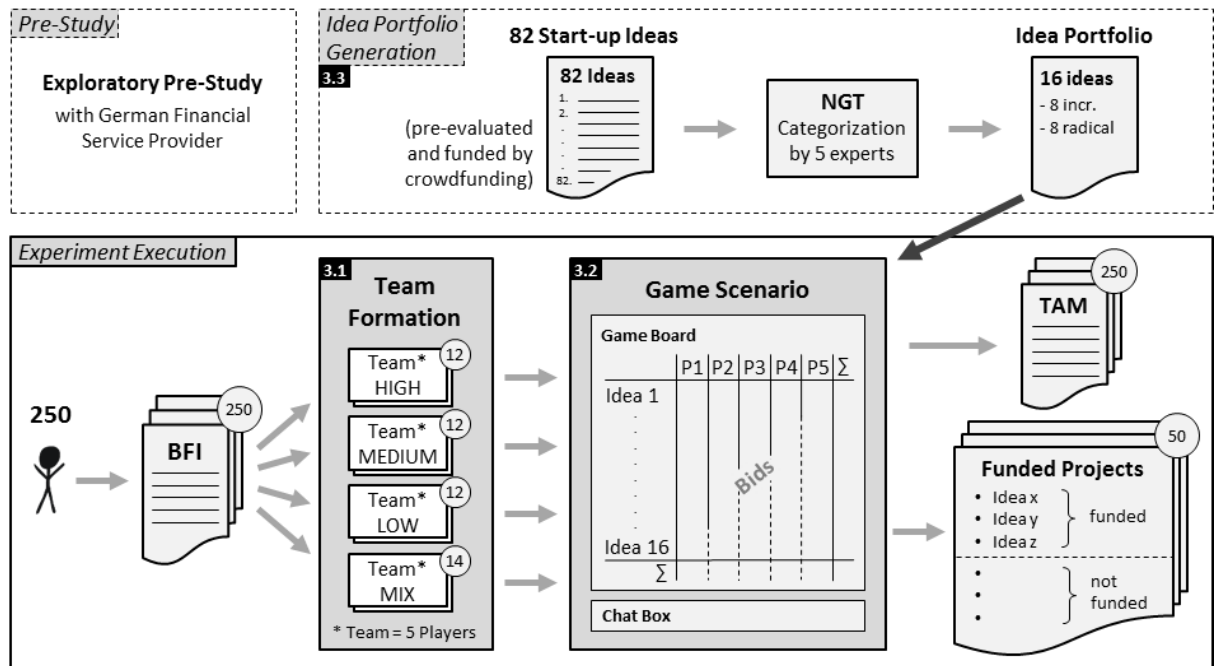 Pre-Study
Exploratory Pre-Study
with German Financial
Service Provider
Idea Portfolio
Generation
3.3
82 Start-up Ideas
(pre-evaluated
and funded by
crowdfunding)
82 Ideas
1.
2.
.
.
.
.
82.
NGT
Categorization
by 5 experts
Idea Portfolio
16 ideas
- 8 incr.
- 8 radical
Experiment Execution
250
BFI
250
3.1
Team
Formation
Team* 12
HIGH
Team* 12
MEDIUM
Team* 12
LOW
Team* 14
MIX
* Team = 5 Players
3.2
Game Scenario
Game Board
P1 P2 P3 P4 P5 Σ
Idea 1
.
.
.
.
.
.
.
Bids
Idea 16
Σ
Chat Box
TAM
250
50
Funded Projects
• Idea x
• Idea y
• Idea z
funded
•
•
•
not
funded